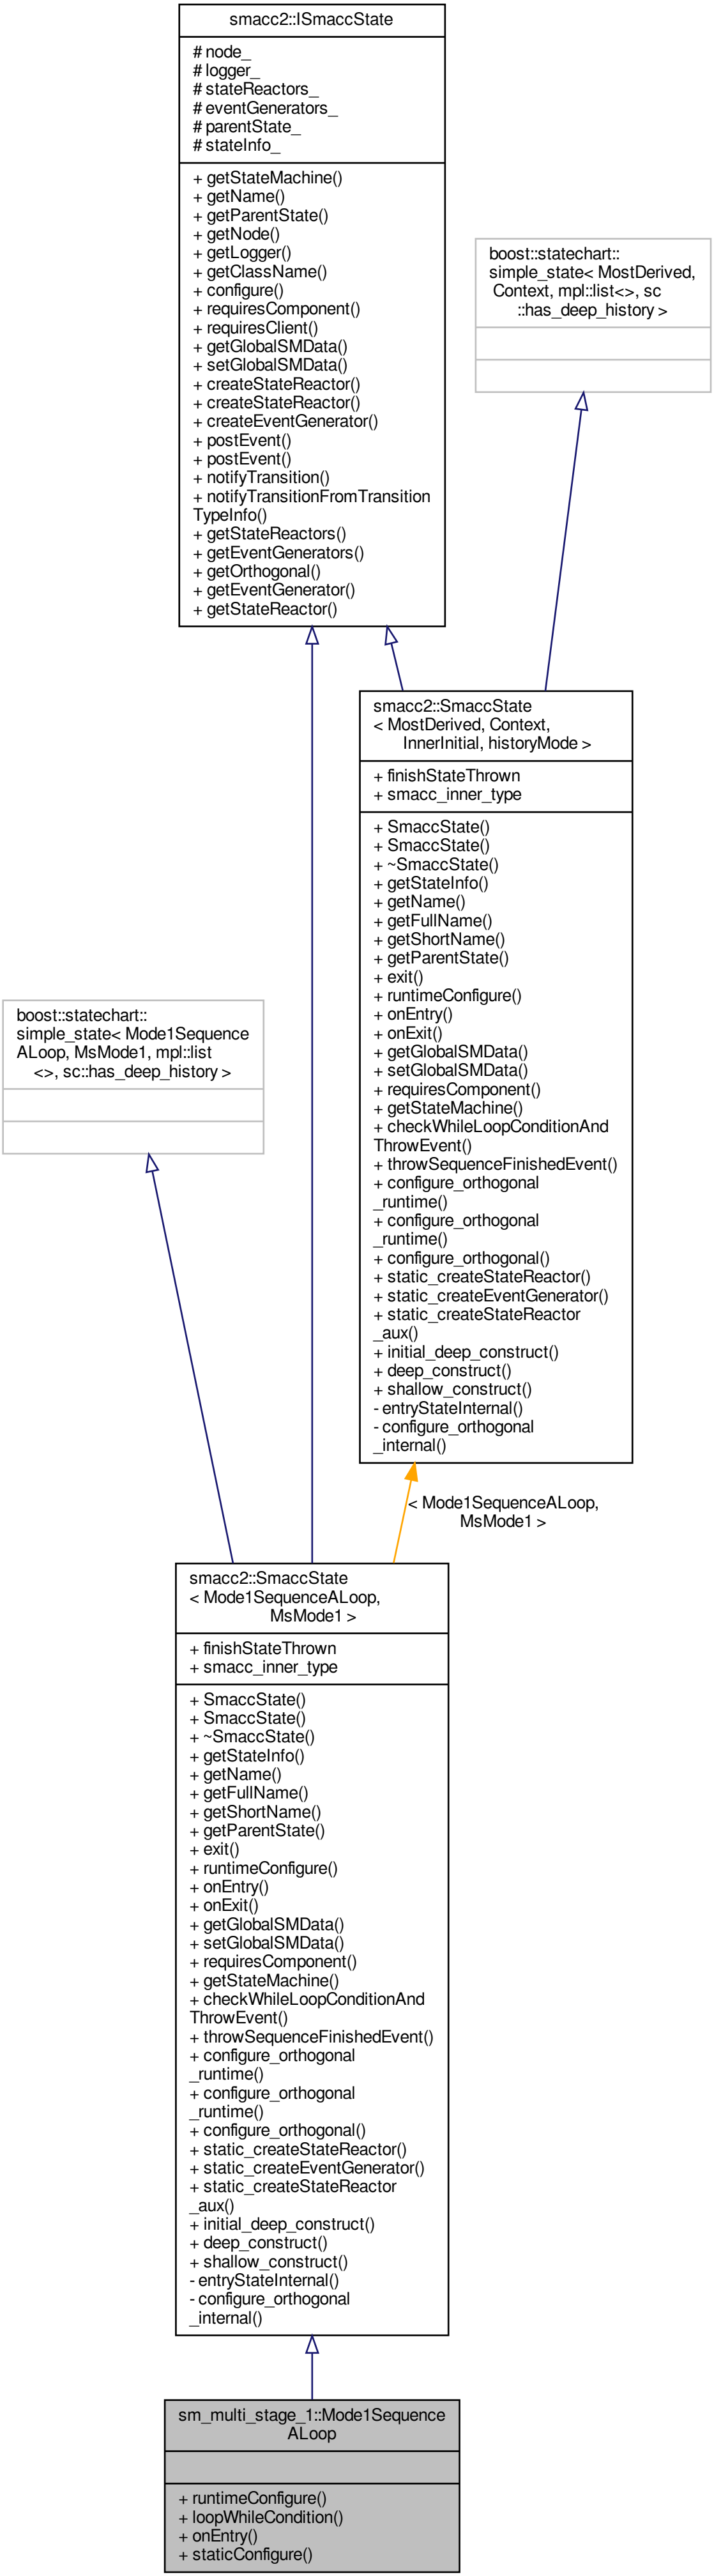 smacc2::ISmaccState
# node_
# logger_
# stateReactors_
# eventGenerators_
# parentState_
# stateInfo_
+ getStateMachine()
+ getName()
+ getParentState()
+ getNode()
+ getLogger()
+ getClassName()
+ configure()
+ requiresComponent()
+ requiresClient()
+ getGlobalSMData()
+ setGlobalSMData()
+ createStateReactor()
+ createStateReactor()
+ createEventGenerator()
+ postEvent()
+ postEvent()
+ notifyTransition()
+ notifyTransitionFromTransition
TypeInfo()
+ getStateReactors()
+ getEventGenerators()
+ getOrthogonal()
+ getEventGenerator()
+ getStateReactor()
boost::statechart::
simple_state< MostDerived,
Context, mpl::list<>, sc
::has_deep_history >
smacc2::SmaccState
< MostDerived, Context,
InnerInitial, historyMode >
+ finishStateThrown
+ smacc_inner_type
+ SmaccState()
+ SmaccState()
+ ~SmaccState()
+ getStateInfo()
+ getName()
+ getFullName()
+ getShortName()
+ getParentState()
+ exit()
+ runtimeConfigure()
+ onEntry()
+ onExit()
+ getGlobalSMData()
+ setGlobalSMData()
+ requiresComponent()
+ getStateMachine()
+ checkWhileLoopConditionAnd
ThrowEvent()
+ throwSequenceFinishedEvent()
+ configure_orthogonal
_runtime()
+ configure_orthogonal
_runtime()
+ configure_orthogonal()
+ static_createStateReactor()
+ static_createEventGenerator()
+ static_createStateReactor
_aux()
+ initial_deep_construct()
+ deep_construct()
+ shallow_construct()
- entryStateInternal()
- configure_orthogonal
_internal()
boost::statechart::
simple_state< Mode1Sequence
ALoop, MsMode1, mpl::list
<>, sc::has_deep_history >
< Mode1SequenceALoop,
MsMode1 >
smacc2::SmaccState
< Mode1SequenceALoop,
MsMode1 >
+ finishStateThrown
+ smacc_inner_type
+ SmaccState()
+ SmaccState()
+ ~SmaccState()
+ getStateInfo()
+ getName()
+ getFullName()
+ getShortName()
+ getParentState()
+ exit()
+ runtimeConfigure()
+ onEntry()
+ onExit()
+ getGlobalSMData()
+ setGlobalSMData()
+ requiresComponent()
+ getStateMachine()
+ checkWhileLoopConditionAnd
ThrowEvent()
+ throwSequenceFinishedEvent()
+ configure_orthogonal
_runtime()
+ configure_orthogonal
_runtime()
+ configure_orthogonal()
+ static_createStateReactor()
+ static_createEventGenerator()
+ static_createStateReactor
_aux()
+ initial_deep_construct()
+ deep_construct()
+ shallow_construct()
- entryStateInternal()
- configure_orthogonal
_internal()
sm_multi_stage_1::Mode1Sequence
ALoop
+ runtimeConfigure()
+ loopWhileCondition()
+ onEntry()
+ staticConfigure()